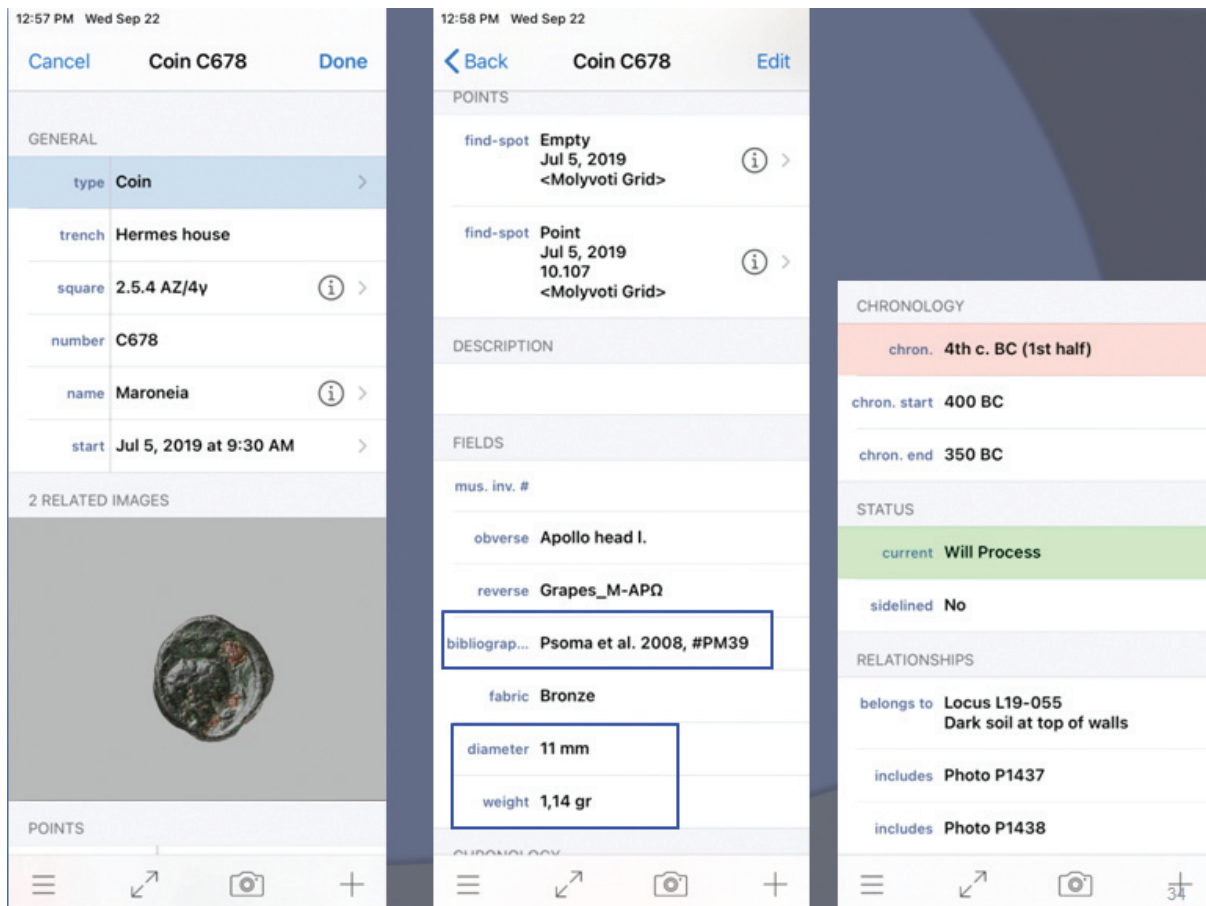 12:57 PM Wed Sep 22
Cancel Coin C678 Done
GENERAL
type Coin
trench Hermes house
square 2.5.4 AZ/4γ
number C678
name Maroneia
start Jul 5, 2019 at 9:30 AM
2 RELATED IMAGES
POINTS
12:58 PM Wed Sep 22
Back Coin C678 Edit
POINTS
find-spot Empty
Jul 5, 2019
<Molyvoti Grid>
find-spot Point
Jul 5, 2019
10.107
<Molyvoti Grid>
DESCRIPTION
FIELDS
mus. inv. #
obverse Apollo head l.
reverse Grapes_M-APΩ
bibliograp... Psoma et al. 2008, #PM39
fabric Bronze
diameter 11 mm
weight 1,14 gr
CHRONOLOGY
CHRONOLOGY
chron. 4th c. BC (1st half)
chron. start 400 BC
chron. end 350 BC
STATUS
current Will Process
sidelined No
RELATIONSHIPS
belongs to Locus L19-055
Dark soil at top of walls
includes Photo P1437
includes Photo P1438
34